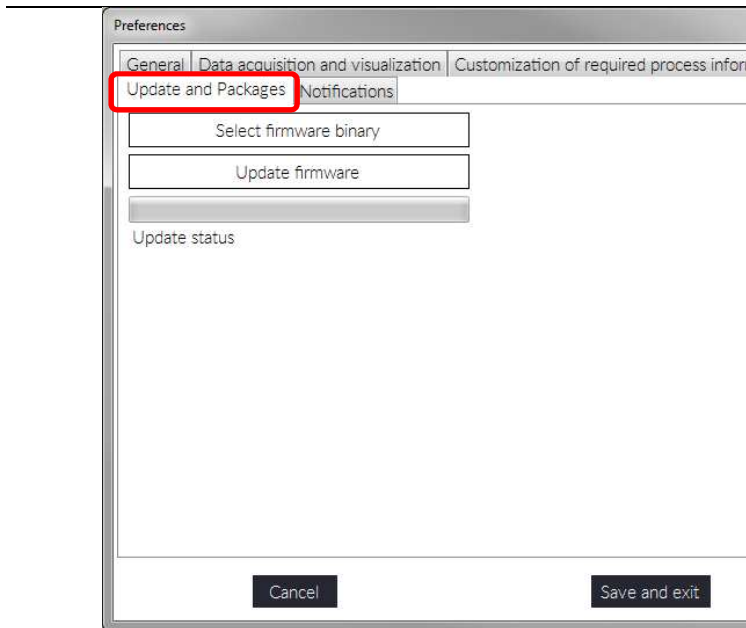 Preferences
General Data acquisition and visualization Customization of required process infor
Update and Packages Notifications
Select firmware binary
Update firmware
Update status
Cancel Save and exit